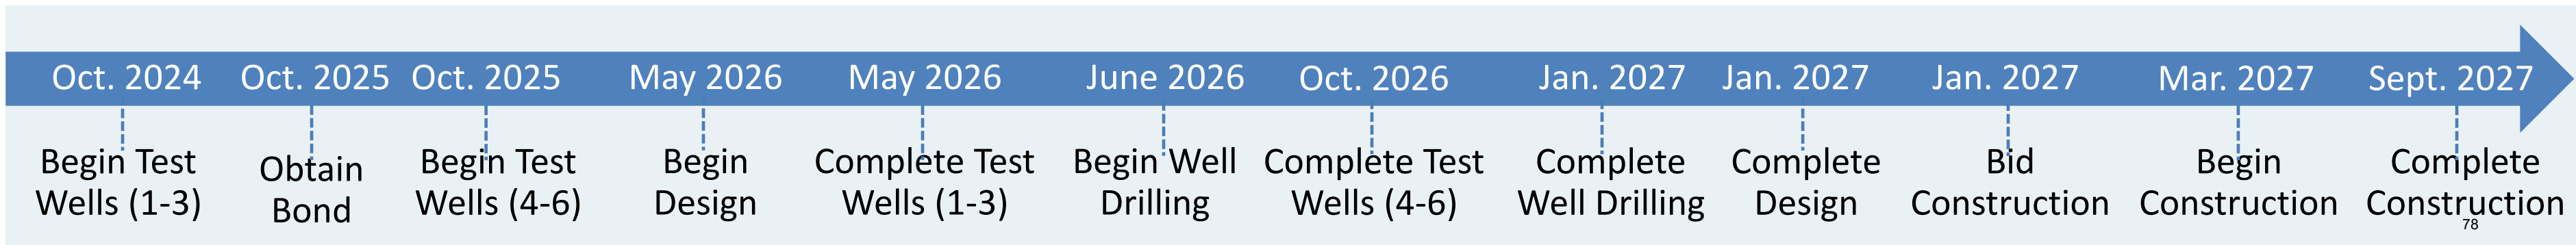 Oct. 2024 Oct. 2025 Oct. 2025 May 2026 May 2026 June 2026 Oct. 2026 Jan. 2027 Jan. 2027 Jan. 2027 Mar. 2027 Sept. 2027
Begin Test
Wells (1-3)
Obtain
Bond
Begin Test
Wells (4-6)
Begin
Design
Complete Test
Wells (1-3)
Begin Well
Drilling
Complete Test
Wells (4-6)
Complete
Well Drilling
Complete
Design
Bid
Construction
Begin
Construction
Complete
Construction
78